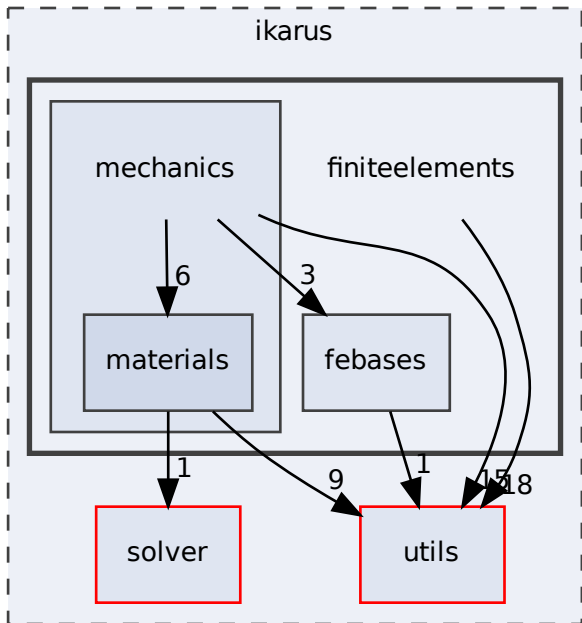 ikarus
mechanics
finiteelements
6
3
materials
febases
1
9
1
15
18
solver
utils